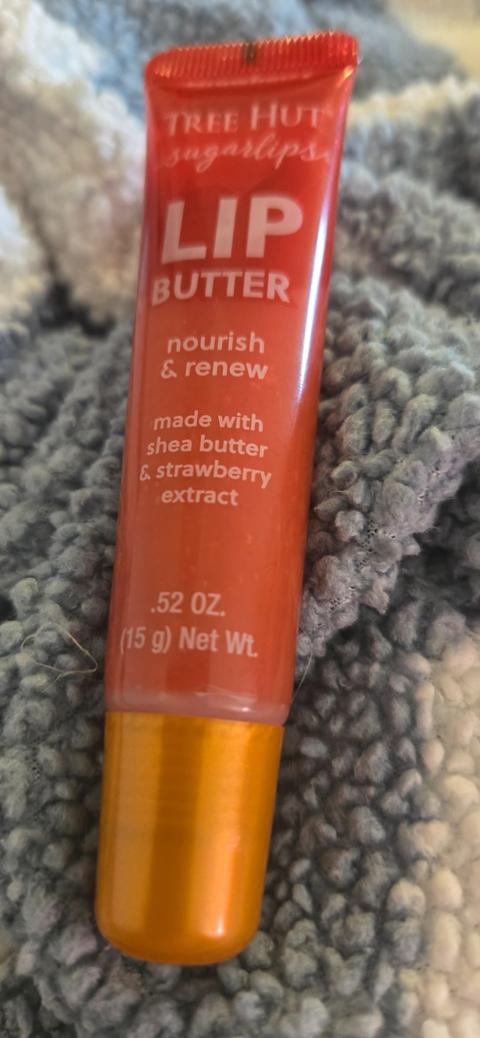 TREE HUT
sugarlips
LIP
BUTTER
nourish
& renew
made with
shea butter
& strawberry
extract
.52 OZ.
(15 g) Net Wt.